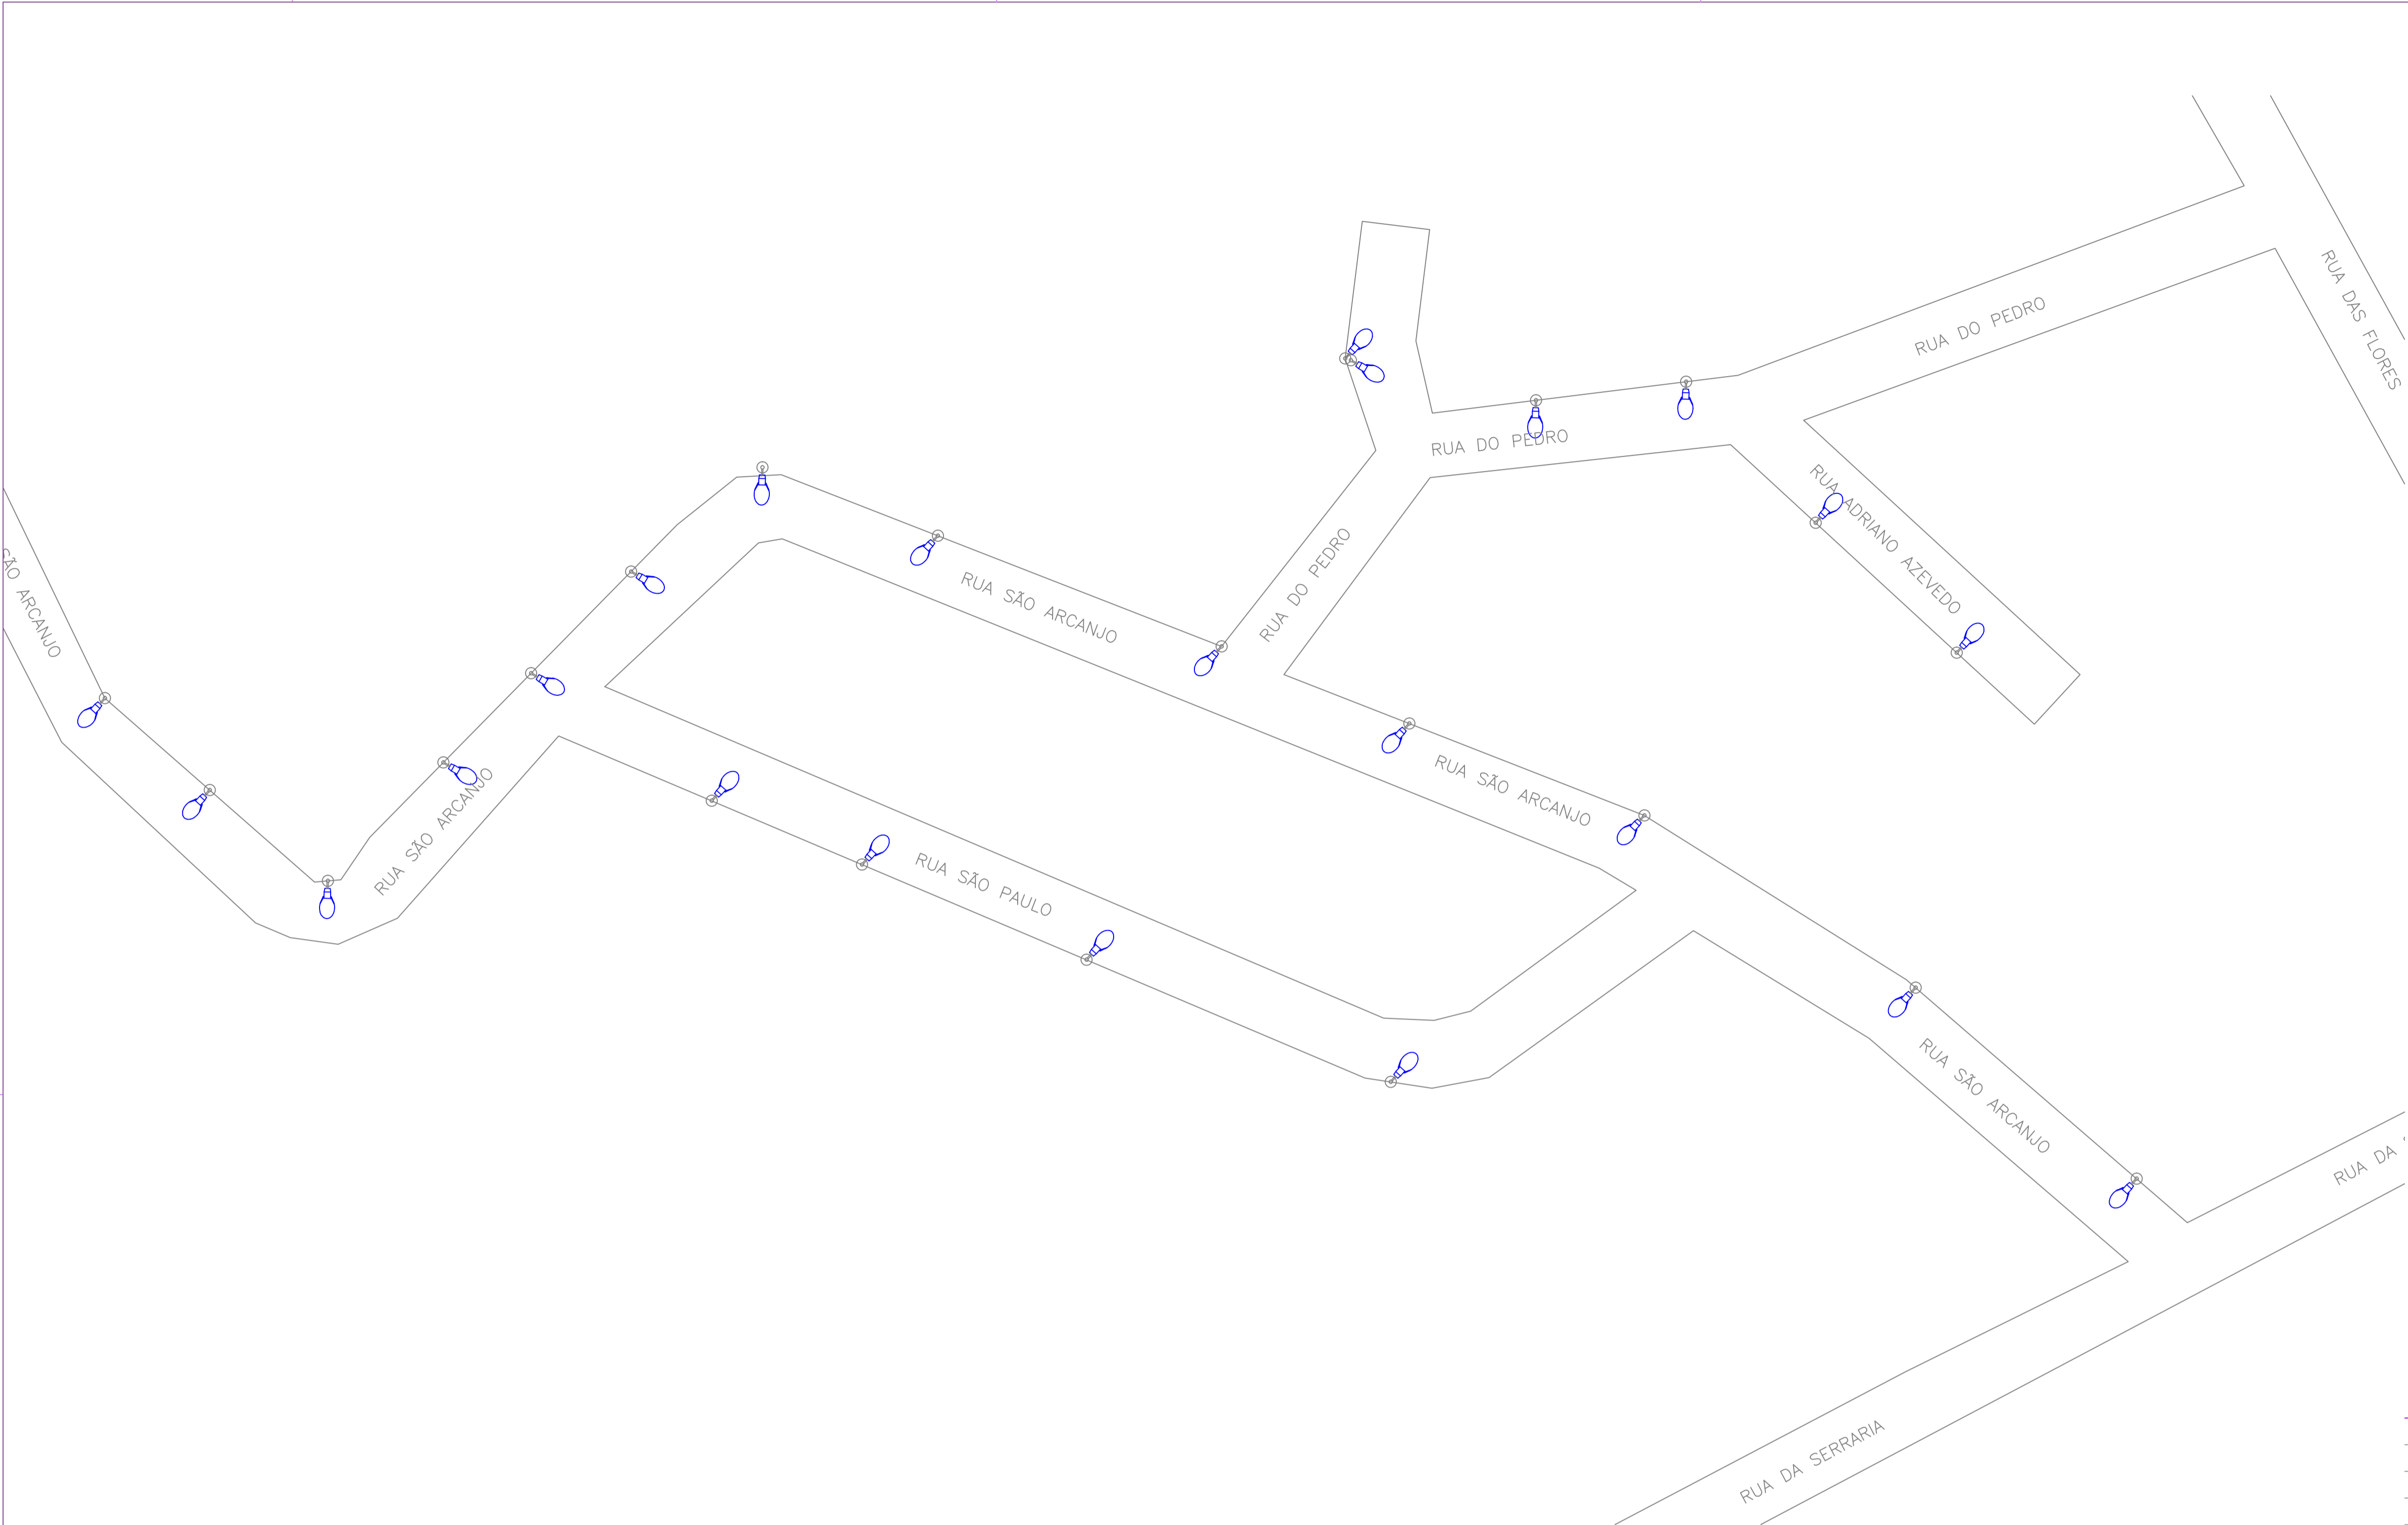 RUA DAS FLORES
RUA DO PEDRO
RUA DO PEDRO
RUA ADRIANO AZEVEDO
RUA DO PEDRO
SÃO ARCANJO
RUA SÃO ARCANJO
RUA SÃO ARCANJO
RUA SÃO ARCANJO
RUA SÃO PAULO
RUA SÃO ARCANJO
RUA DA
RUA DA SERRARIA